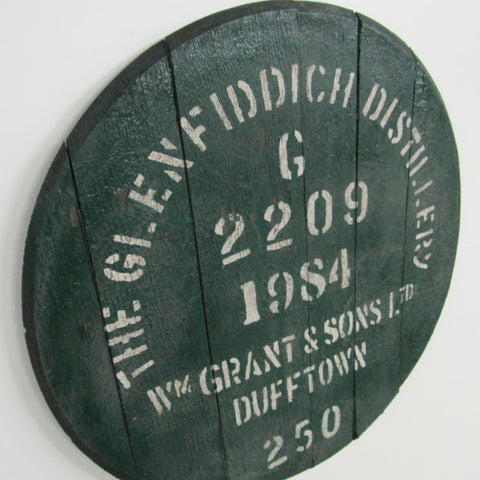 THE GLENFIDDICH DISTILLERY
G
2209
1984
WM GRANT & SONS LTD
DUFFTOWN
250